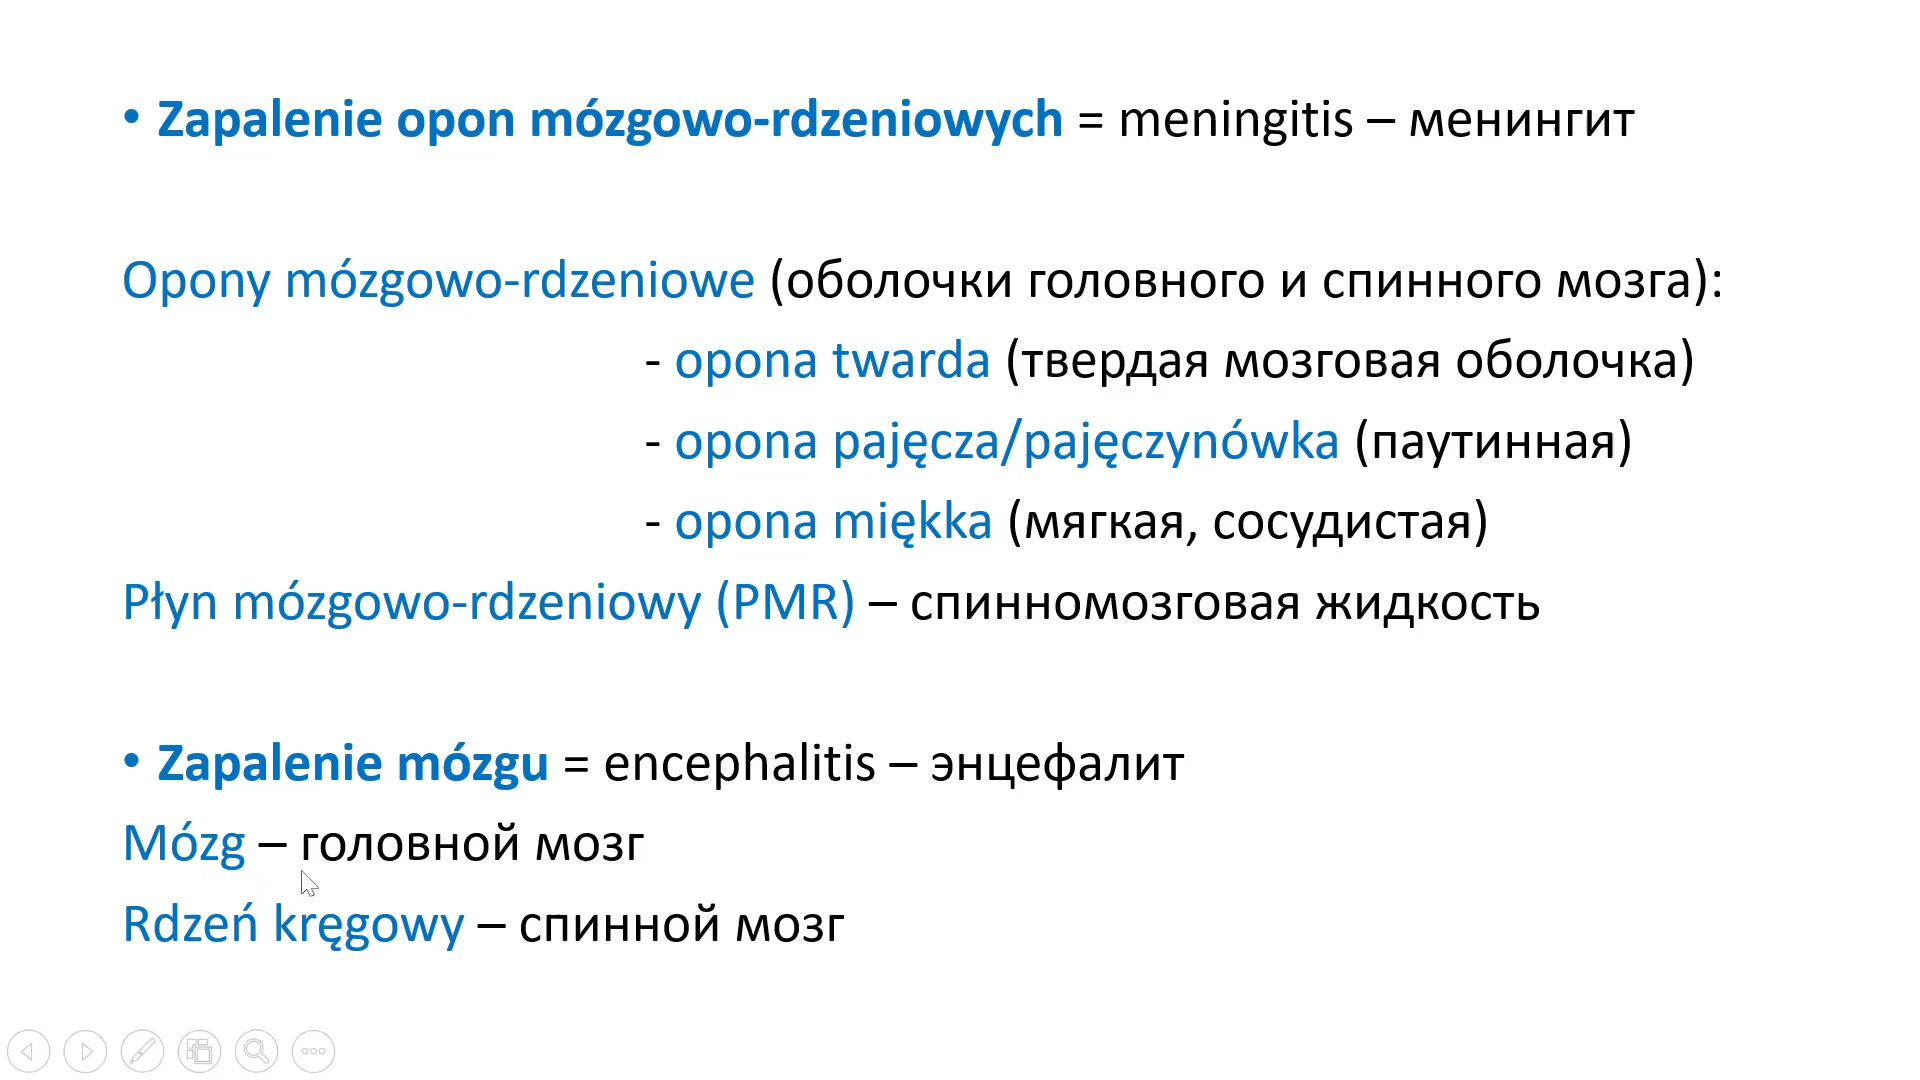 • Zapalenie opon mózgowo-rdzeniowych = meningitis – менингит
Opony mózgowo-rdzeniowe (оболочки головного и спинного мозга):
- opona twarda (твердая мозговая оболочка)
- opona pajęcza/pajęczynówka (паутинная)
- opona miękka (мягкая, сосудистая)
Płyn mózgowo-rdzeniowy (PMR) – спинномозговая жидкость
• Zapalenie mózgu = encephalitis – энцефалит
Mózg – головной мозг
Rdzeń kręgowy – спинной мозг